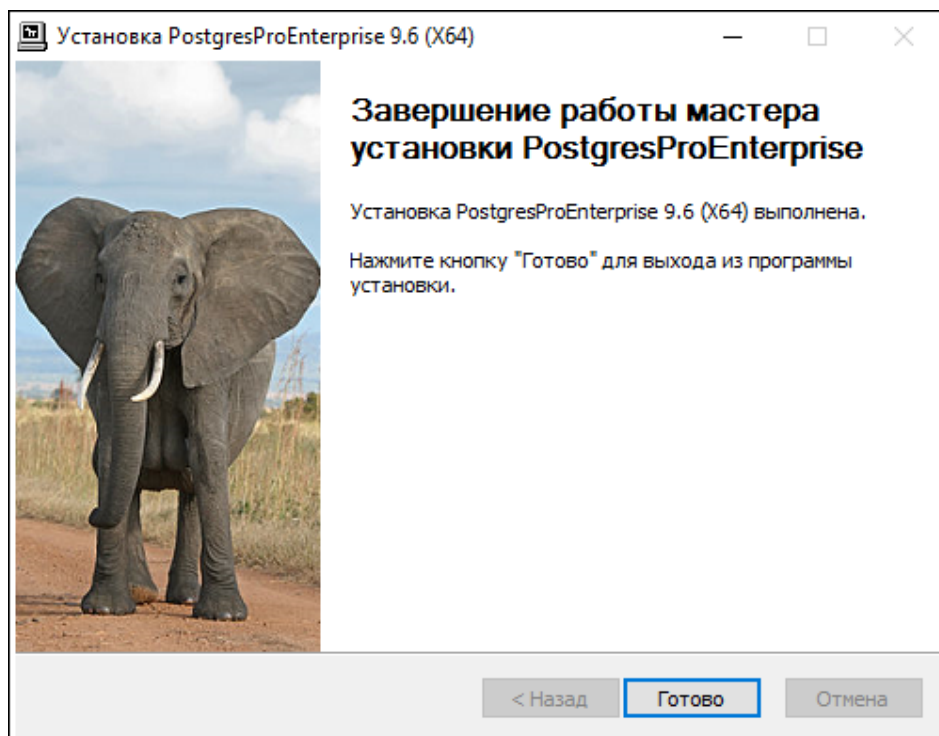 Установка PostgresProEnterprise 9.6 (X64)
Завершение работы мастера
установки PostgresProEnterprise
Установка PostgresProEnterprise 9.6 (X64) выполнена.
Нажмите кнопку "Готово" для выхода из программы
установки.
< Назад
Готово
Отмена